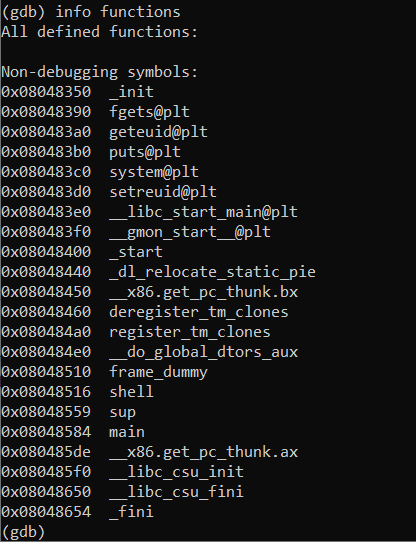 (gdb) info functions
All defined functions:

Non-debugging symbols:
0x08048350  _init
0x08048390  fgets@plt
0x080483a0  geteuid@plt
0x080483b0  puts@plt
0x080483c0  system@plt
0x080483d0  setreuid@plt
0x080483e0  __libc_start_main@plt
0x080483f0  __gmon_start__@plt
0x08048400  _start
0x08048440  _dl_relocate_static_pie
0x08048450  __x86.get_pc_thunk.bx
0x08048460  deregister_tm_clones
0x080484a0  register_tm_clones
0x080484e0  __do_global_dtors_aux
0x08048510  frame_dummy
0x08048516  shell
0x08048559  sup
0x08048584  main
0x080485de  __x86.get_pc_thunk.ax
0x080485f0  __libc_csu_init
0x08048650  __libc_csu_fini
0x08048654  _fini
(gdb)